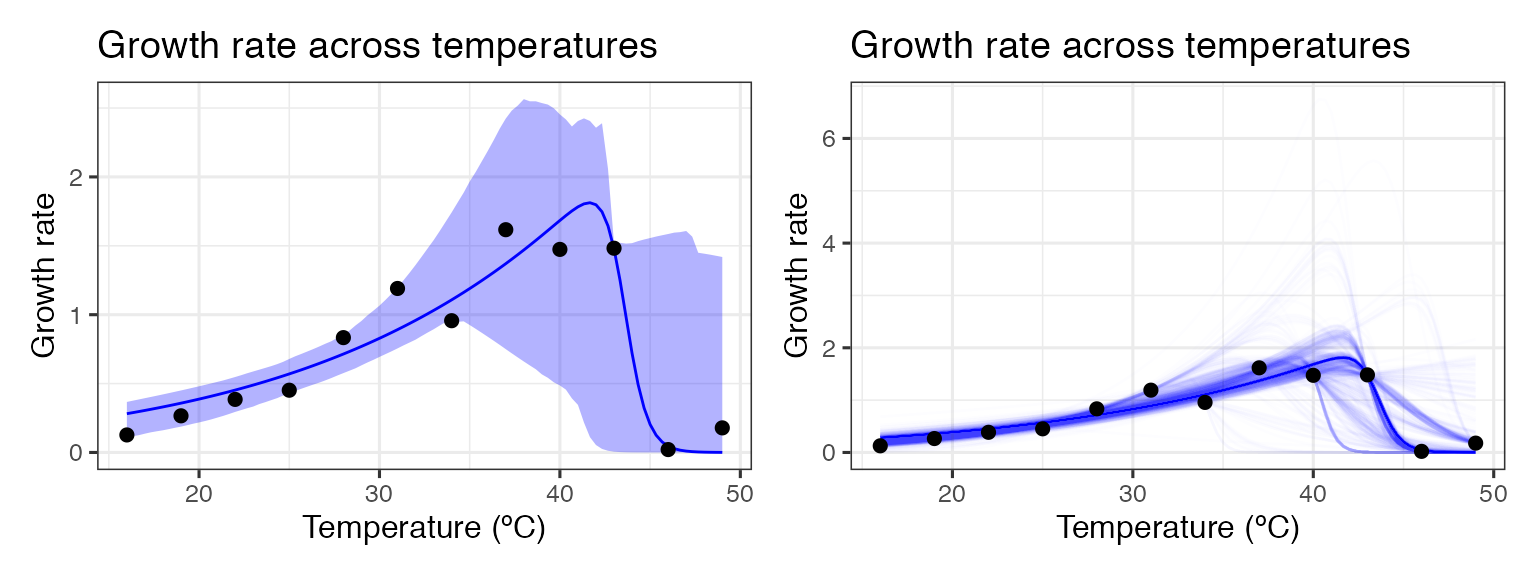 Growth rate across temperatures
Growth rate
2
1
0
20 30 40 50
Temperature (ºC)
Growth rate across temperatures
Growth rate
6
4
2
0
20 30 40 50
Temperature (ºC)